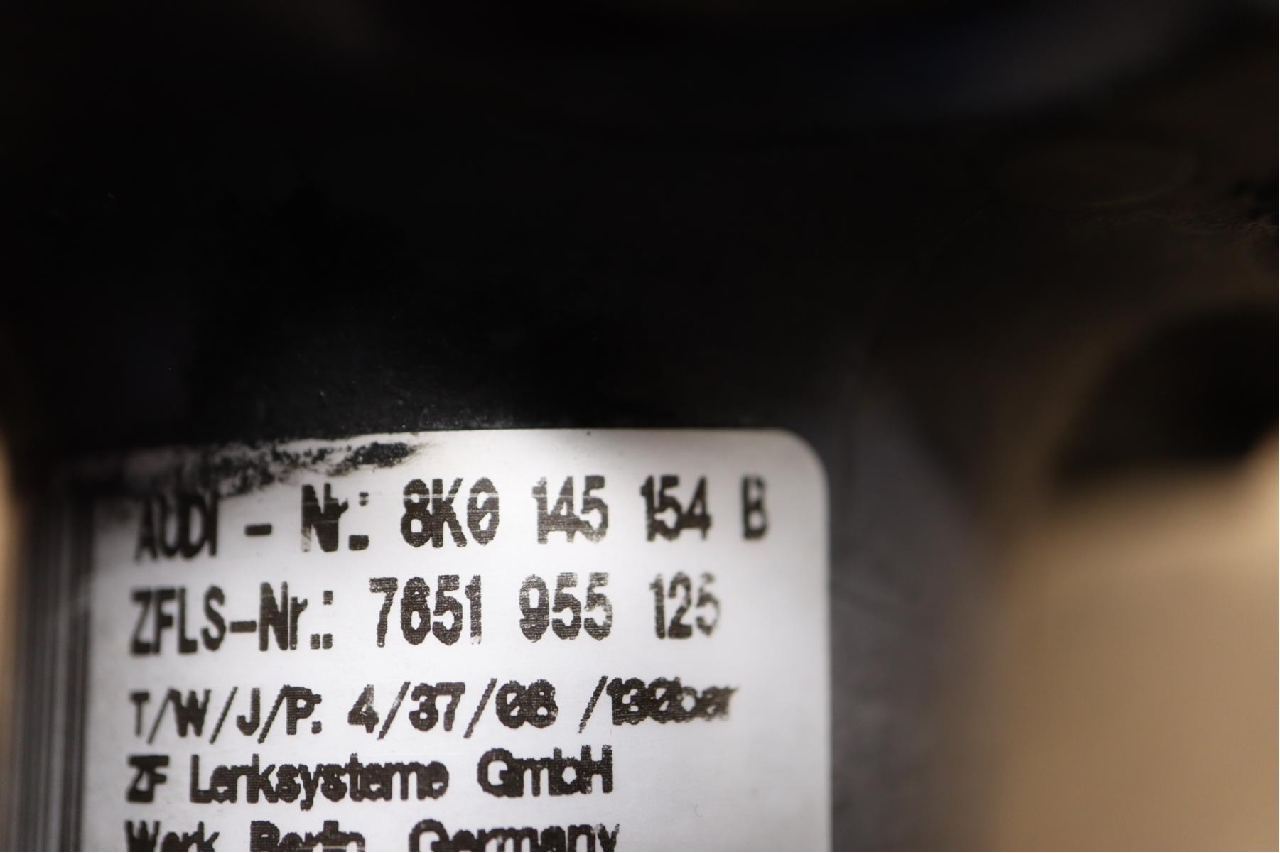 AUDI - Nr.: 8K0 145 154 B
ZFLS-Nr.: 7651 955 125
T/W/J/P: 4/37/08 /130bar
ZF Lenksysteme GmbH
Werk Berlin, Germany